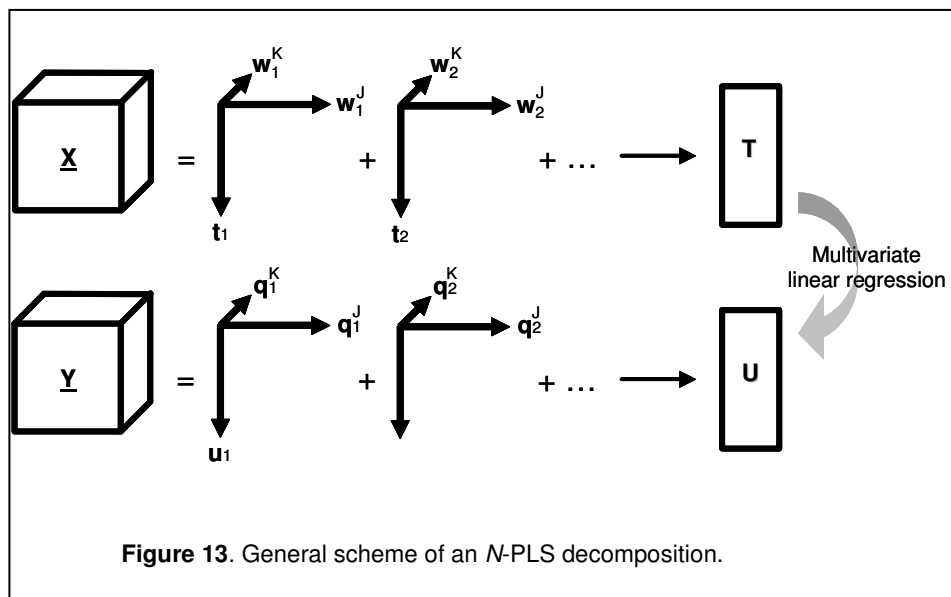 w₁ᴷ w₂ᴷ
X = w₁ᴶ + w₂ᴶ + ... T
t₁ t₂
Multivariate
linear regression
q₁ᴷ q₂ᴷ
Y = q₁ᴶ + q₂ᴶ + ... U
u₁
Figure 13. General scheme of an N-PLS decomposition.